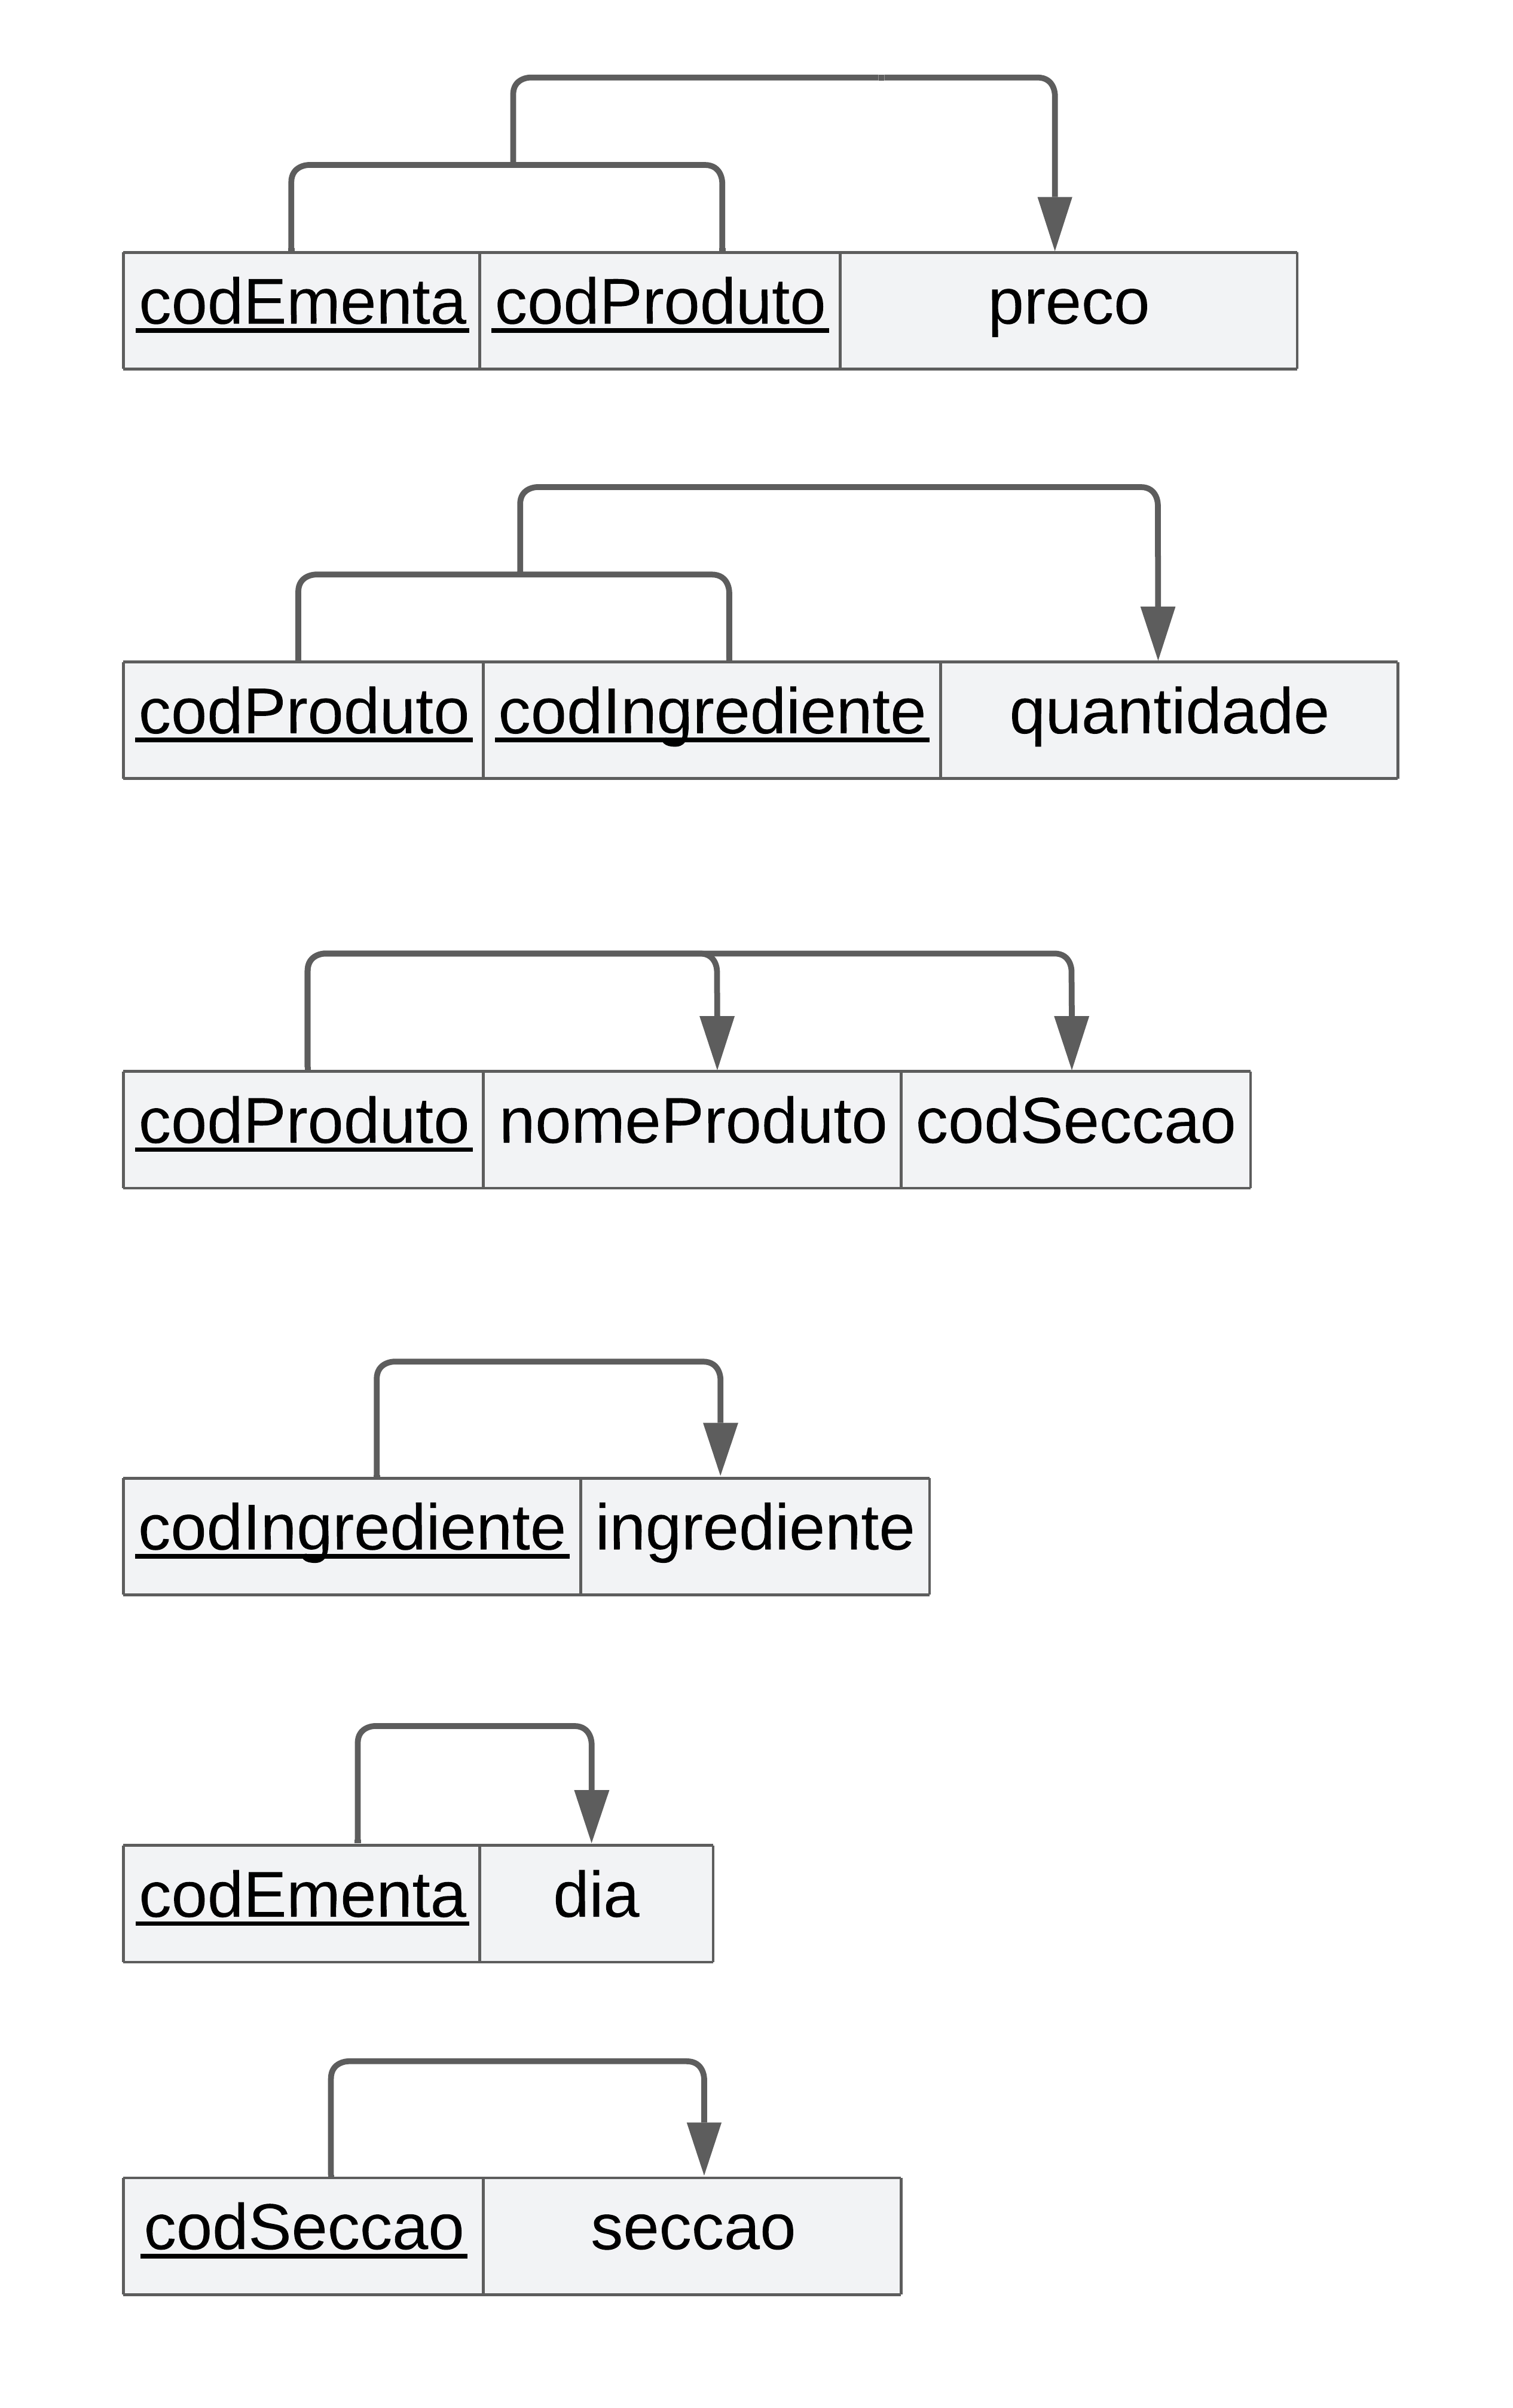 codEmenta codProduto preco
codProduto codIngrediente quantidade
codProduto nomeProduto codSeccao
codIngrediente ingrediente
codEmenta dia
codSeccao seccao